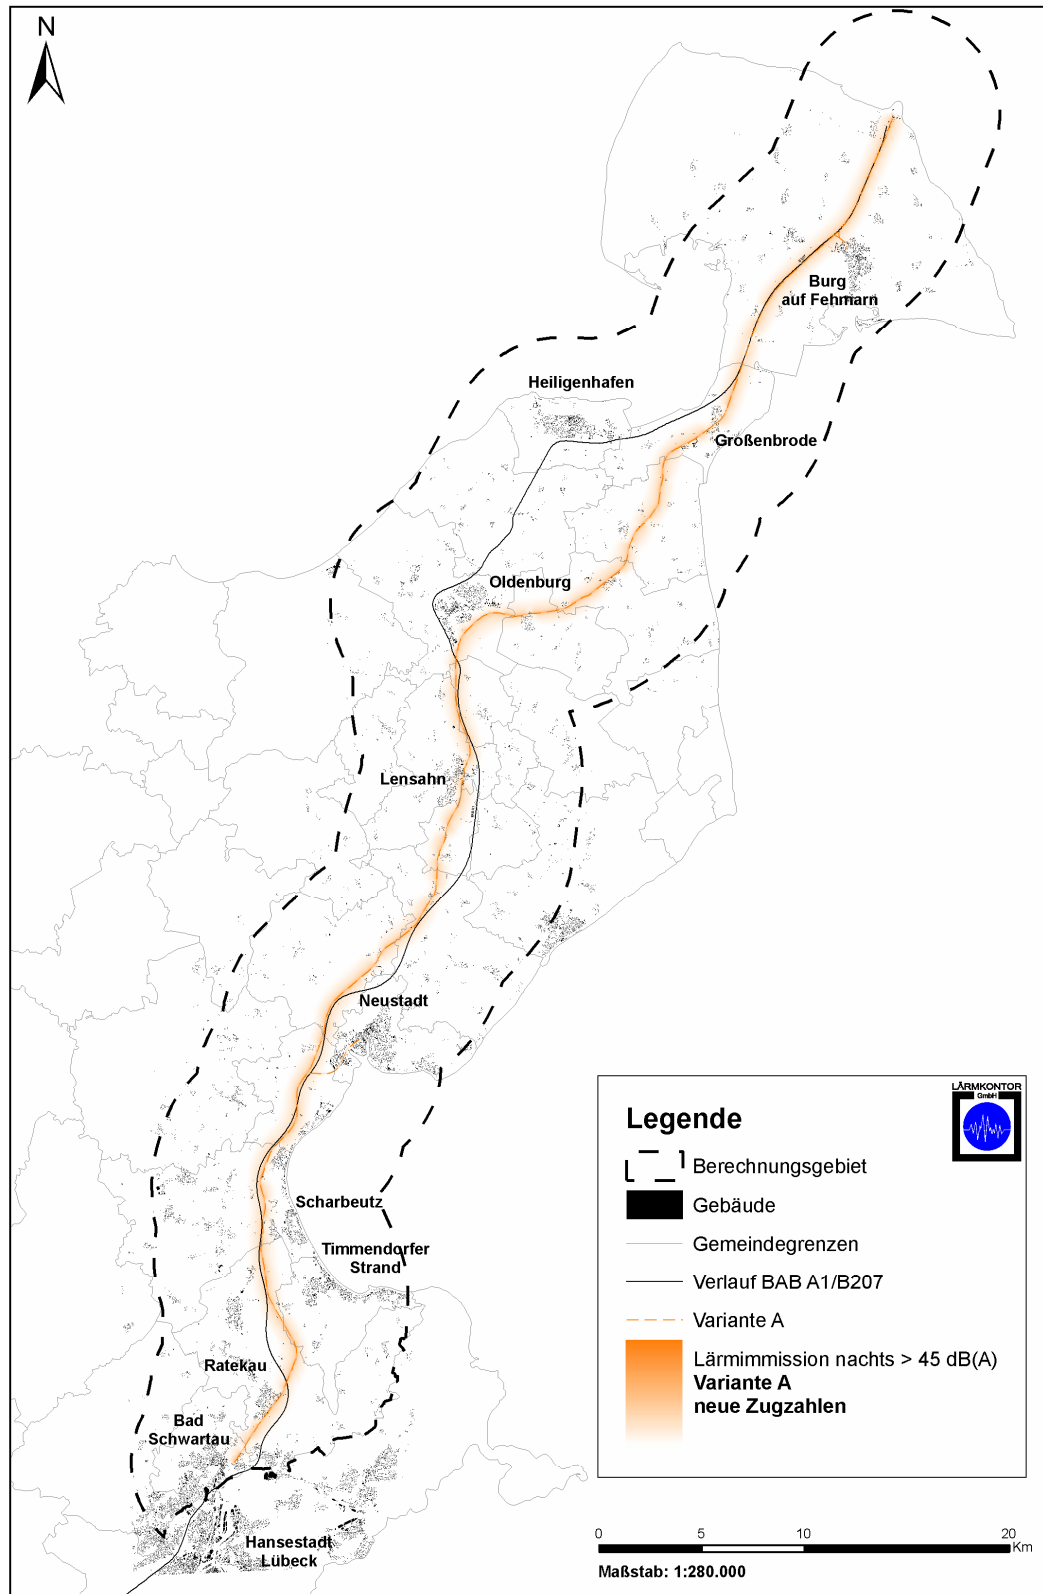 N
Burg
auf Fehmarn
Heiligenhafen
Großenbrode
Oldenburg
Lensahn
Neustadt
Scharbeutz
Timmendorfer
Strand
Ratekau
Bad
Schwartau
Hansestadt
Lübeck
LÄRMKONTOR
GmbH
Legende
Berechnungsgebiet
Gebäude
Gemeindegrenzen
Verlauf BAB A1/B207
Variante A
Lärmimmission nachts > 45 dB(A)
Variante A
neue Zugzahlen
0 5 10 20
Km
Maßstab: 1:280.000